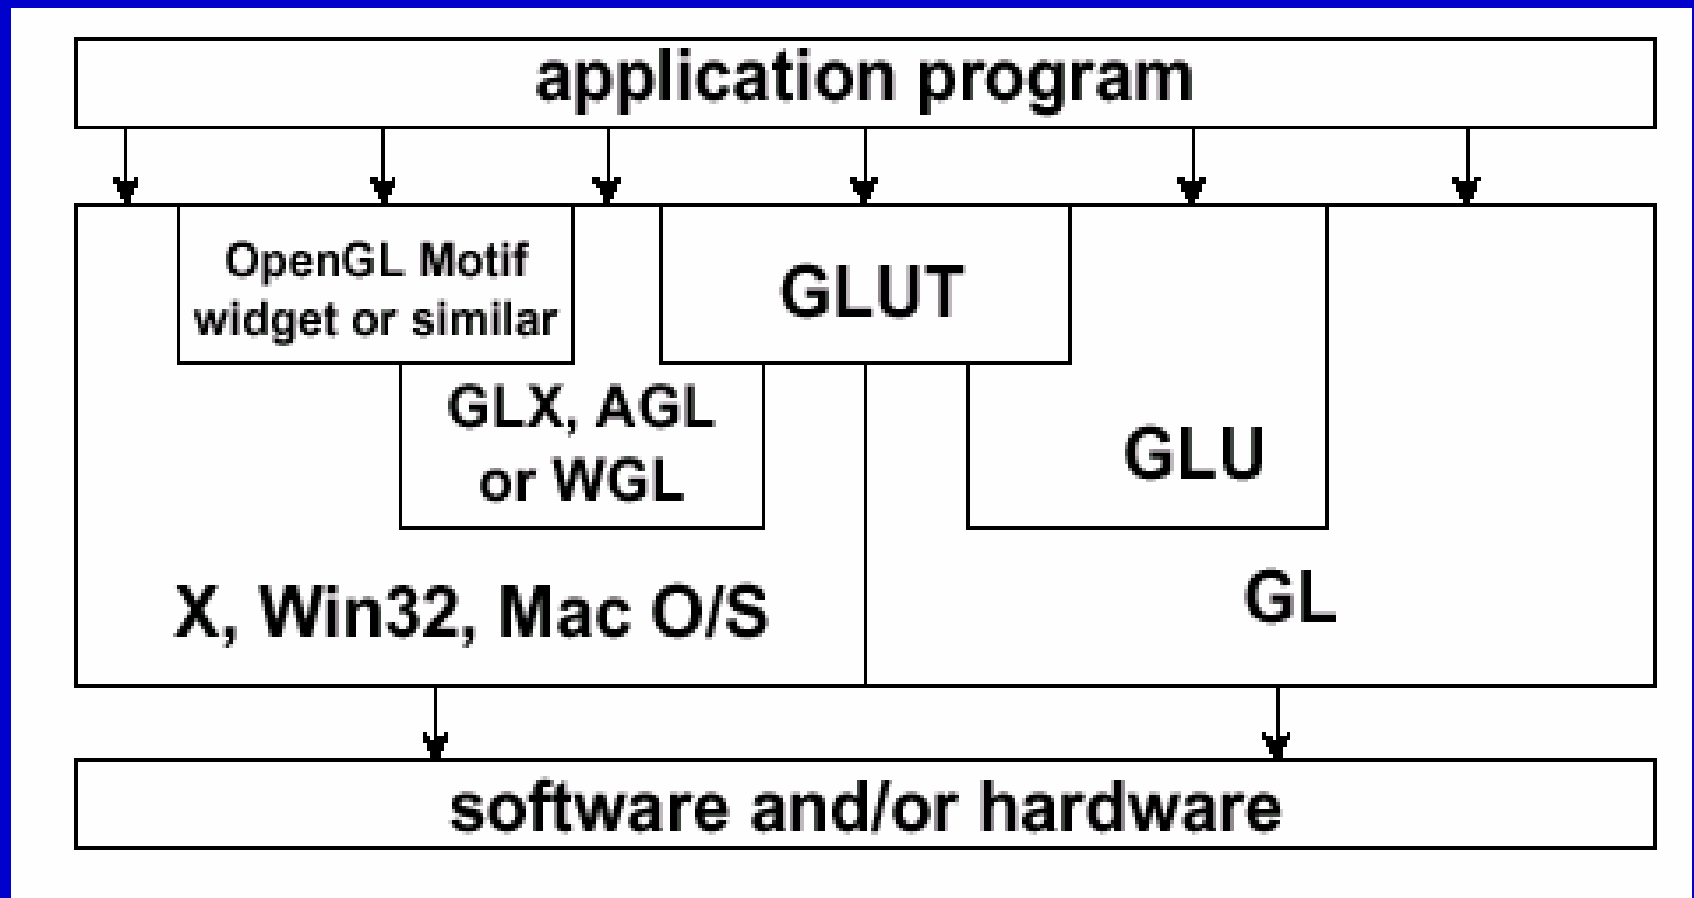 application program
OpenGL Motif
widget or similar
GLUT
GLX, AGL
or WGL
GLU
X, Win32, Mac O/S
GL
software and/or hardware